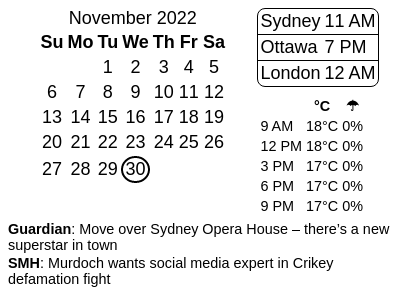 November 2022
Su Mo Tu We Th Fr Sa
1 2 3 4 5
6 7 8 9 10 11 12
13 14 15 16 17 18 19
20 21 22 23 24 25 26
27 28 29 30
Sydney 11 AM
Ottawa 7 PM
London 12 AM
°C ☂
9 AM 18°C 0%
12 PM 18°C 0%
3 PM 17°C 0%
6 PM 17°C 0%
9 PM 17°C 0%
Guardian: Move over Sydney Opera House – there's a new
superstar in town
SMH: Murdoch wants social media expert in Crikey
defamation fight